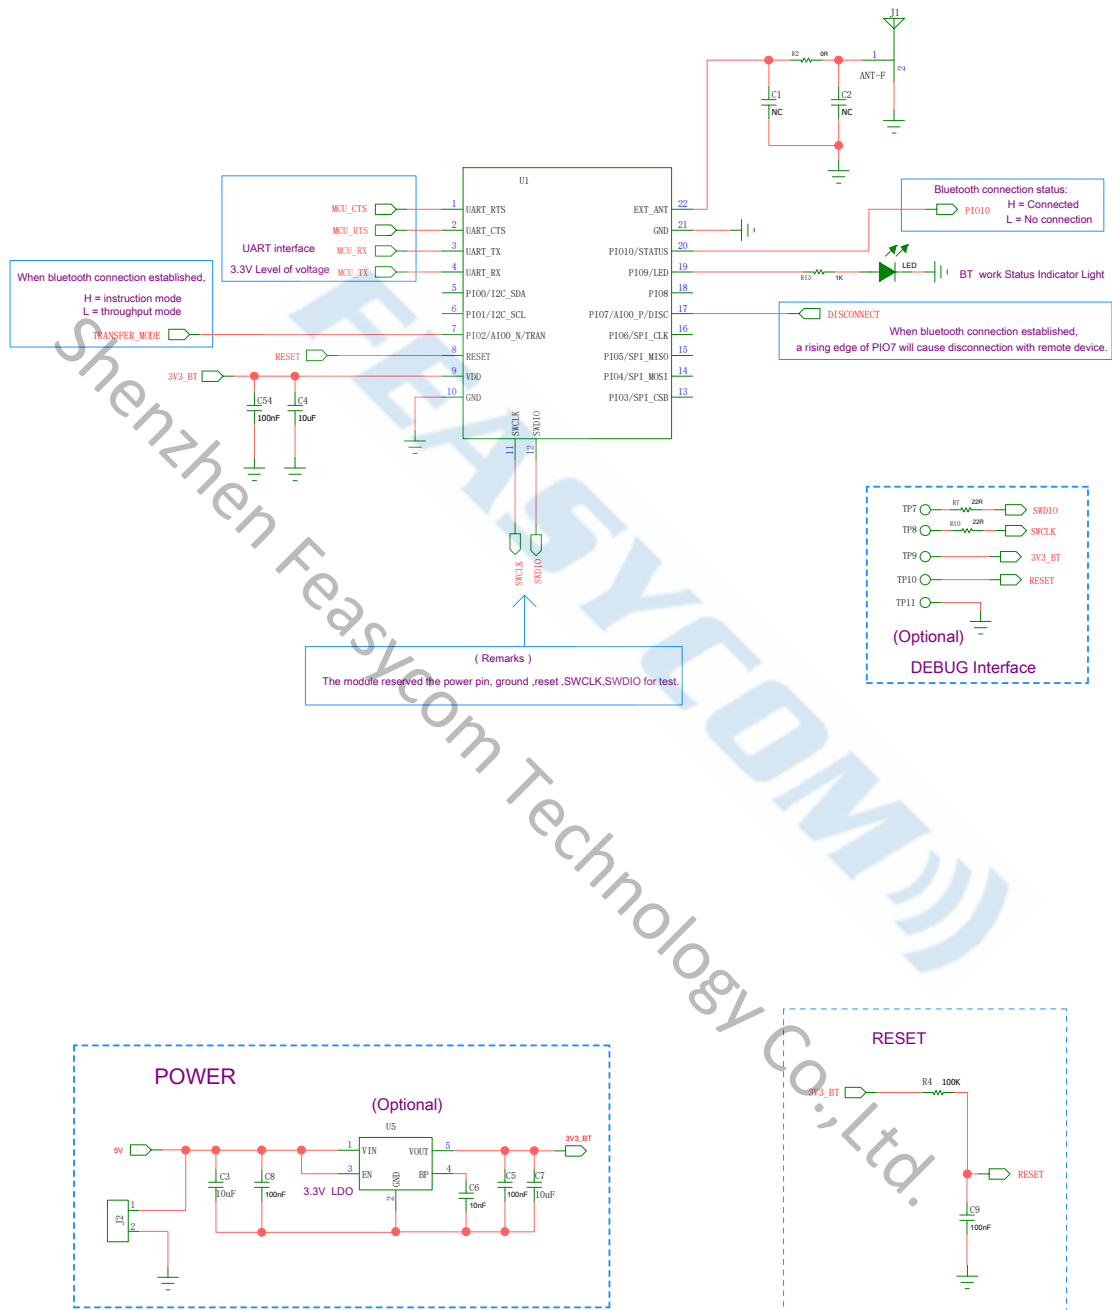 J1
R2 0R
1
2
ANT-F
C1
NC
C2
NC
U1
Bluetooth connection status:
H = Connected
L = No connection
PIO10
MCU_CTS
MCU_RTS
MCU_RX
MCU_TX
UART interface
3.3V Level of voltage
1 UART_RTS
2 UART_CTS
3 UART_TX
4 UART_RX
5 PIO0/I2C_SDA
6 PIO1/I2C_SCL
7 PIO2/AIO0_N/TRAN
8 RESET
9 VDD
10 GND
EXT_ANT 22
GND 21
PIO10/STATUS 20
PIO9/LED 19
PIO8 18
PIO7/AIO0_P/DISC 17
PIO6/SPI_CLK 16
PIO5/SPI_MISO 15
PIO4/SPI_MOSI 14
PIO3/SPI_CSB 13
SWCLK 11
SWDIO 12
R13 1K
LED
BT work Status Indicator Light
DISCONNECT
When bluetooth connection established,
a rising edge of PIO7 will cause disconnection with remote device.
When bluetooth connection established,
H = instruction mode
L = throughput mode
TRANSFER_MODE
RESET
3V3_BT
C54
100nF
C4
10uF
SWCLK
SWDIO
( Remarks )
The module reserved the power pin, ground ,reset ,SWCLK,SWDIO for test.
TP7 R7 22R SWDIO
TP8 R10 22R SWCLK
TP9 3V3_BT
TP10 RESET
TP11
(Optional)
DEBUG Interface
FEASYCOM
Shenzhen Feasycom Technology Co.,Ltd.
RESET
3V3_BT
R4 100K
RESET
C9
100nF
POWER
(Optional)
U5
5V
1 VIN
3 EN
VOUT 5
BP 4
GND
2
3V3_BT
3.3V LDO
C3
10uF
C8
100nF
C6
10nF
C5
100nF
C7
10uF
J2
1
2